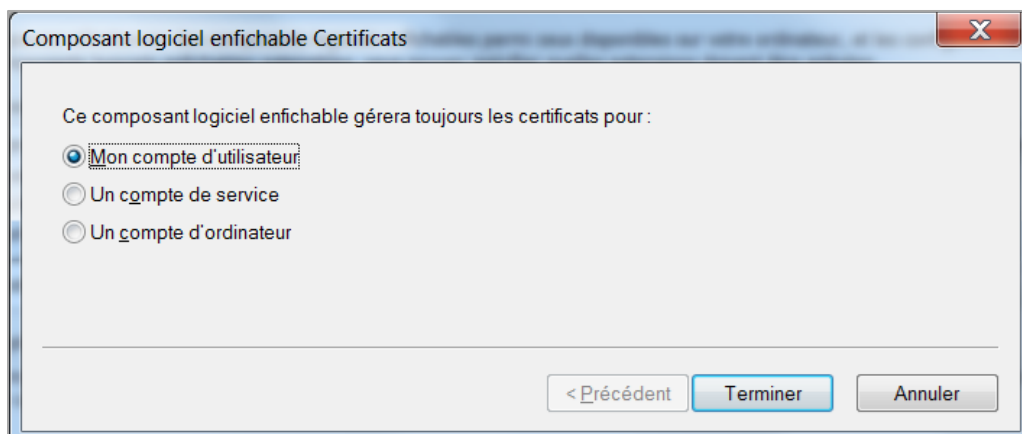 Composant logiciel enfichable Certificats
Ce composant logiciel enfichable gérera toujours les certificats pour :
Mon compte d'utilisateur
Un compte de service
Un compte d'ordinateur
< Précédent Terminer Annuler